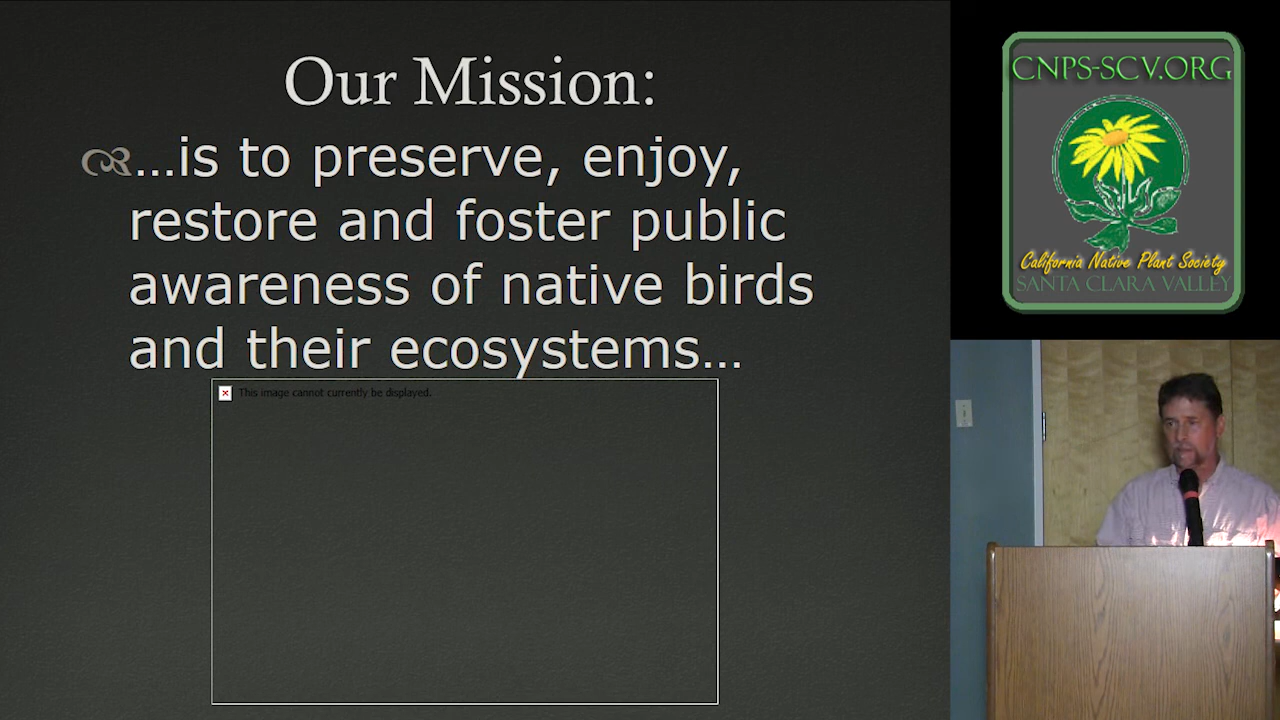 Our Mission:
…is to preserve, enjoy,
restore and foster public
awareness of native birds
and their ecosystems…
This image cannot currently be displayed.
CNPS-SCV.ORG
California Native Plant Society
SANTA CLARA VALLEY